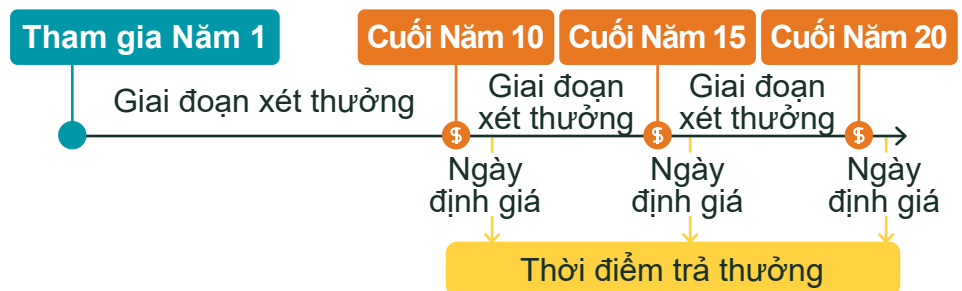 Tham gia Năm 1
Cuối Năm 10
Cuối Năm 15
Cuối Năm 20
Giai đoạn xét thưởng
Giai đoạn
xét thưởng
Giai đoạn
xét thưởng
$
$
$
Ngày
định giá
Ngày
định giá
Ngày
định giá
Thời điểm trả thưởng